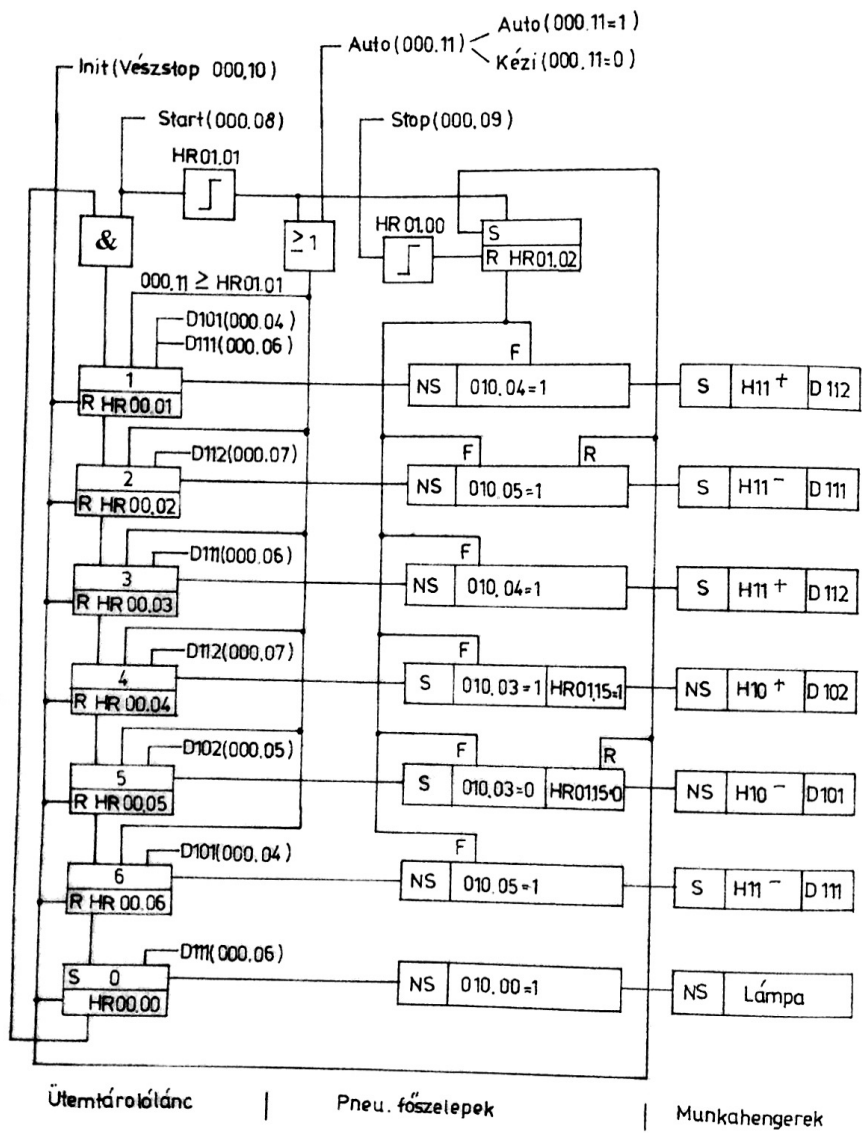 Auto(000.11=1)
Auto(000.11)
Kézi(000.11=0)
Init(Vészstop 000.10)
Start(000.08)
Stop(000.09)
HR01.01
HR01.00
&
≥1
S
R HR01.02
000.11 ≥ HR01.01
D101(000.04)
D111(000.06)
F
1
R HR00.01
NS 010.04=1
S H11+ D112
D112(000.07)
F R
2
R HR00.02
NS 010.05=1
S H11- D111
D111(000.06)
F
3
R HR00.03
NS 010.04=1
S H11+ D112
D112(000.07)
F
4
R HR00.04
S 010.03=1 HR01.15=1
NS H10+ D102
D102(000.05)
F R
5
R HR00.05
S 010.03=0 HR01.15=0
NS H10- D101
D101(000.04)
F
6
R HR00.06
NS 010.05=1
S H11- D111
D111(000.06)
S 0
HR00.00
NS 010.00=1
NS Lámpa
Ütemtárolólánc | Pneu. főszelepek | Munkahengerek